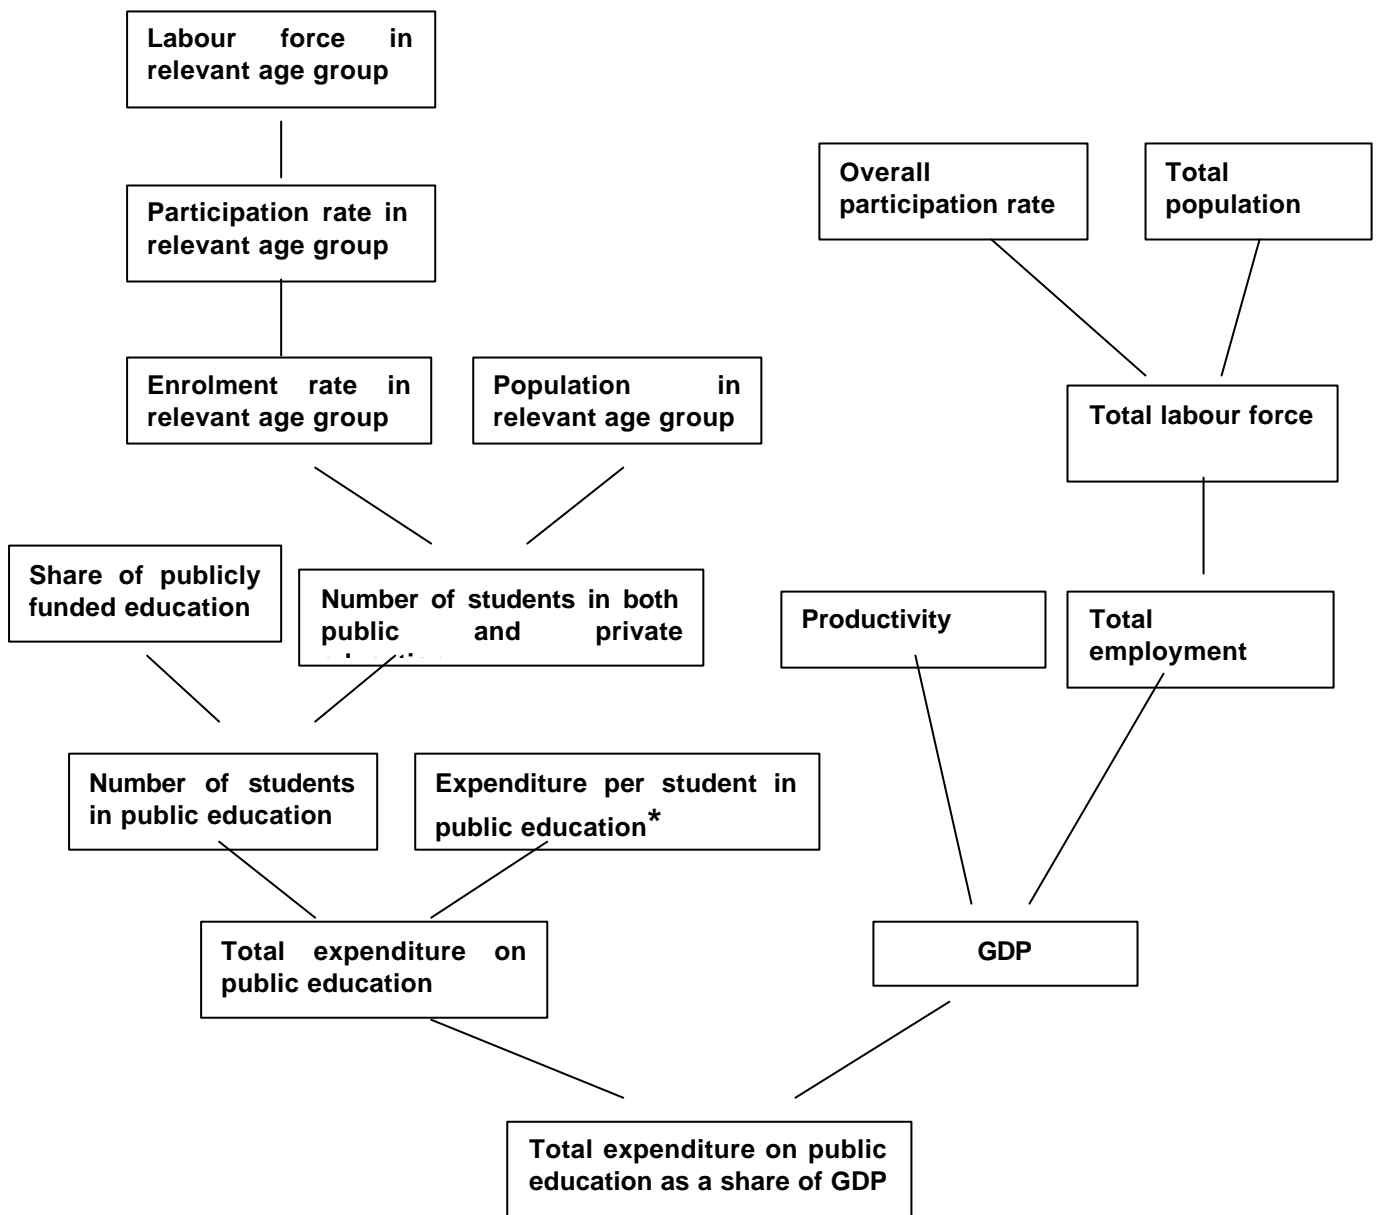 Labour force in
relevant age group
Overall
participation rate
Total
population
Participation rate in
relevant age group
Enrolment rate in
relevant age group
Population in
relevant age group
Total labour force
Share of publicly
funded education
Number of students in both
public and private
Productivity
Total
employment
Number of students
in public education
Expenditure per student in
public education*
Total expenditure on
public education
GDP
Total expenditure on public
education as a share of GDP